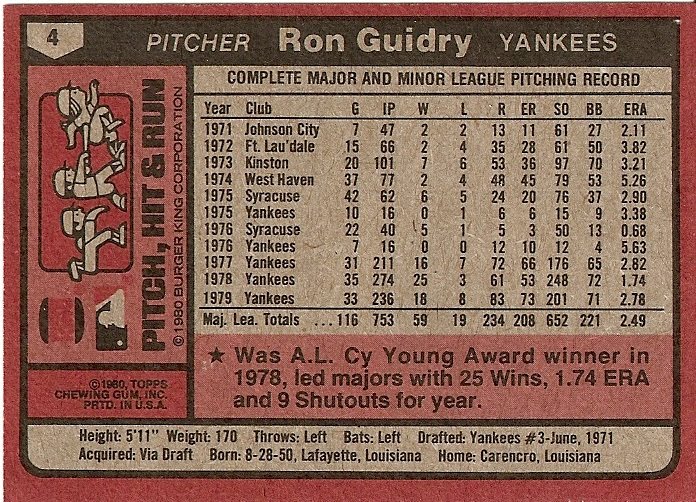 4 PITCHER Ron Guidry YANKEES
COMPLETE MAJOR AND MINOR LEAGUE PITCHING RECORD
Year Club G IP W L R ER SO BB ERA
1971 Johnson City 7 47 2 2 13 11 61 27 2.11
1972 Ft. Lau'dale 15 66 2 4 35 28 61 50 3.82
1973 Kinston 20 101 7 6 53 36 97 70 3.21
1974 West Haven 37 77 2 4 48 45 79 53 5.26
1975 Syracuse 42 62 6 5 24 20 76 37 2.90
1975 Yankees 10 16 0 1 6 6 15 9 3.38
1976 Syracuse 22 40 5 1 5 3 50 13 0.68
1976 Yankees 7 16 0 0 12 10 12 4 5.63
1977 Yankees 31 211 16 7 72 66 176 65 2.82
1978 Yankees 35 274 25 3 61 53 248 72 1.74
1979 Yankees 33 236 18 8 83 73 201 71 2.78
Maj. Lea. Totals ...116 753 59 19 234 208 652 221 2.49
PITCH, HIT & RUN
©1980 BURGER KING CORPORATION
★ Was A.L. Cy Young Award winner in
1978, led majors with 25 Wins, 1.74 ERA
and 9 Shutouts for year.
©1980, TOPPS
CHEWING GUM, INC.
PRTD. IN U.S.A.
Height: 5'11" Weight: 170 Throws: Left Bats: Left Drafted: Yankees #3-June, 1971
Acquired: Via Draft Born: 8-28-50, Lafayette, Louisiana Home: Carencro, Louisiana